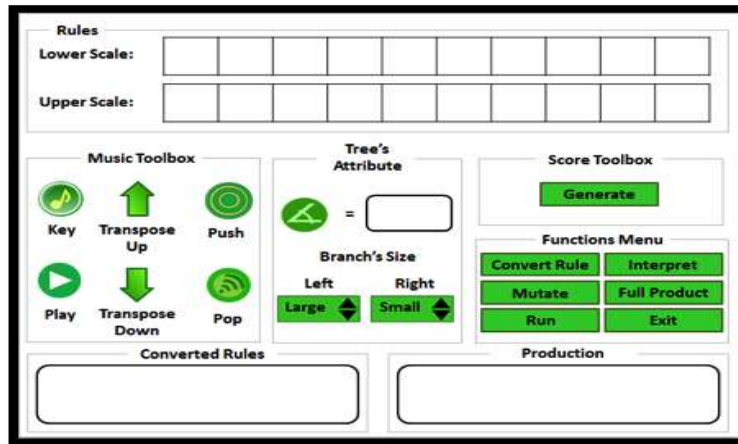 Rules
Lower Scale:
Upper Scale:
Music Toolbox
Key
Transpose
Up
Push
Play
Transpose
Down
Pop
Tree's
Attribute
=
Branch's Size
Left
Right
Large
Small
Score Toolbox
Generate
Functions Menu
Convert Rule
Interpret
Mutate
Full Product
Run
Exit
Converted Rules
Production